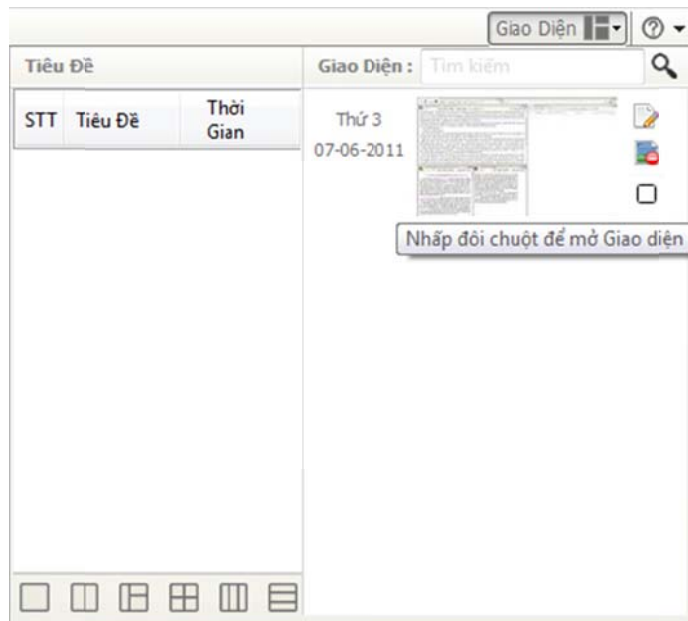 Giao Diện
Tiêu Đề
Giao Diện :
Tìm kiếm
STT
Tiêu Đề
Thời
Gian
Thứ 3
07-06-2011
Nhấp đôi chuột để mở Giao diện